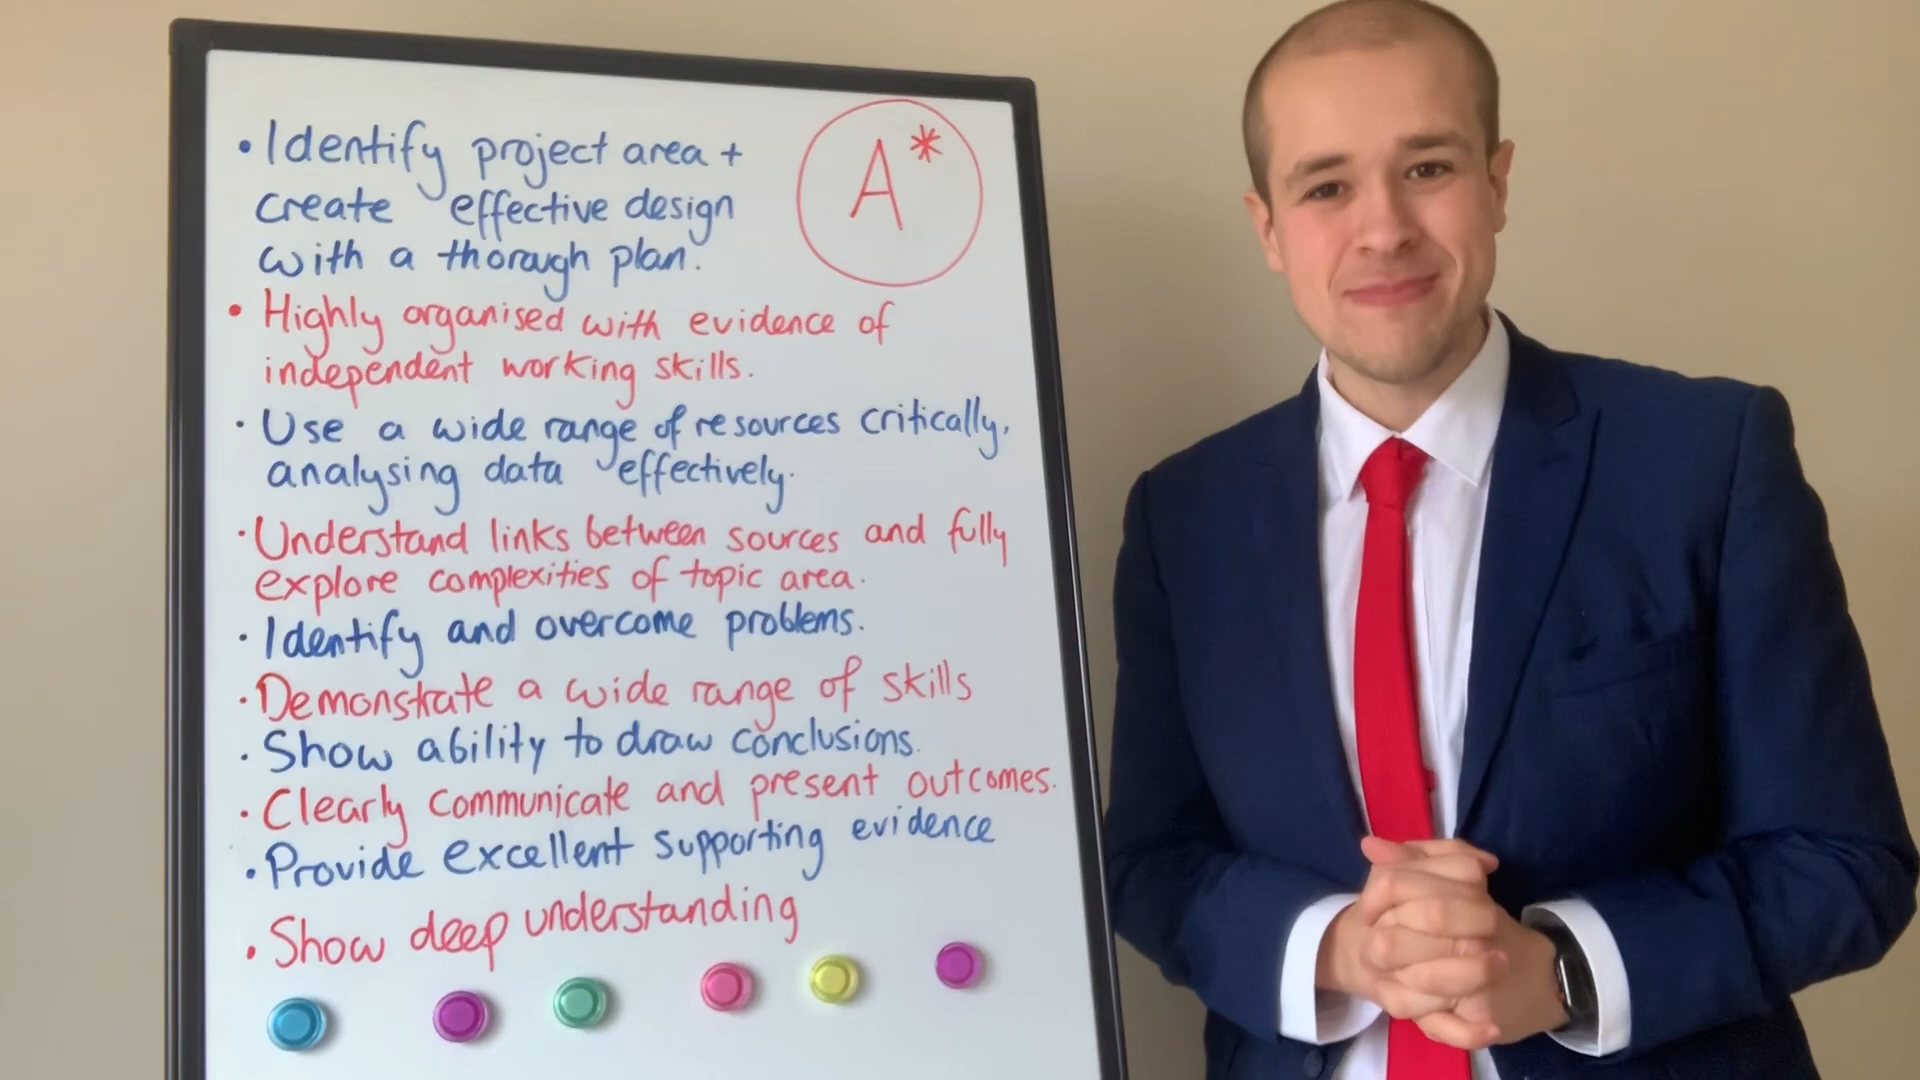 • Identify project area +
create effective design
with a thorough plan.
A*
• Highly organised with evidence of
independent working skills.
• Use a wide range of resources critically,
analysing data effectively.
• Understand links between sources and fully
explore complexities of topic area.
• Identify and overcome problems.
• Demonstrate a wide range of skills
• Show ability to draw conclusions.
• Clearly communicate and present outcomes.
• Provide excellent supporting evidence
• Show deep understanding